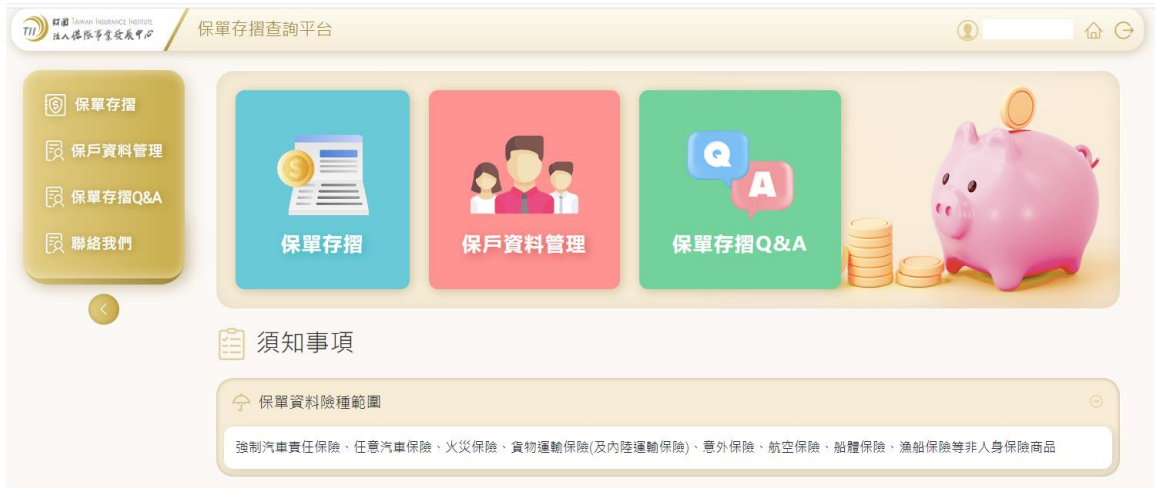 TII 財團 TAIWAN INSURANCE INSTITUTE
法人保險事業發展中心
保單存摺查詢平台
保單存摺
保戶資料管理
保單存摺Q&A
聯絡我們
保單存摺
保戶資料管理
Q
A
保單存摺Q&A
須知事項
保單資料險種範圍
強制汽車責任保險、任意汽車保險、火災保險、貨物運輸保險(及內陸運輸保險)、意外保險、航空保險、船體保險、漁船保險等非人身保險商品